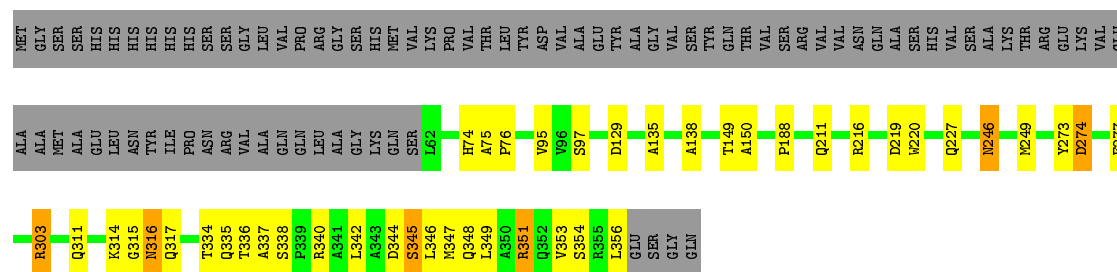 MET GLY SER SER HIS HIS HIS HIS HIS HIS SER SER GLY LEU VAL PRO ARG GLY SER HIS MET VAL LYS PRO VAL THR LEU TYR ASP VAL ALA GLU TYR ALA GLY VAL SER TYR GLN THR VAL SER ARG VAL VAL ASN GLN ALA SER HIS VAL SER ALA LYS THR ARG GLU LYS VAL
ALA ALA MET ALA GLU LEU ASN TYR ILE PRO ASN ARG VAL ALA GLN GLN LEU ALA GLY LYS GLN SER L62 H74 A75 P76 V95 V96 S97 D129 A135 A138 T149 A150 P188 Q211 R216 D219 W220 Q227 N246 M249 Y273 D274
R303 Q311 K314 G315 N316 Q317 T334 Q335 T336 A337 S338 P339 R340 A341 L342 A343 D344 S345 L346 M347 Q348 L349 A350 R351 Q352 V353 S354 R355 L356 GLU SER GLY GLN